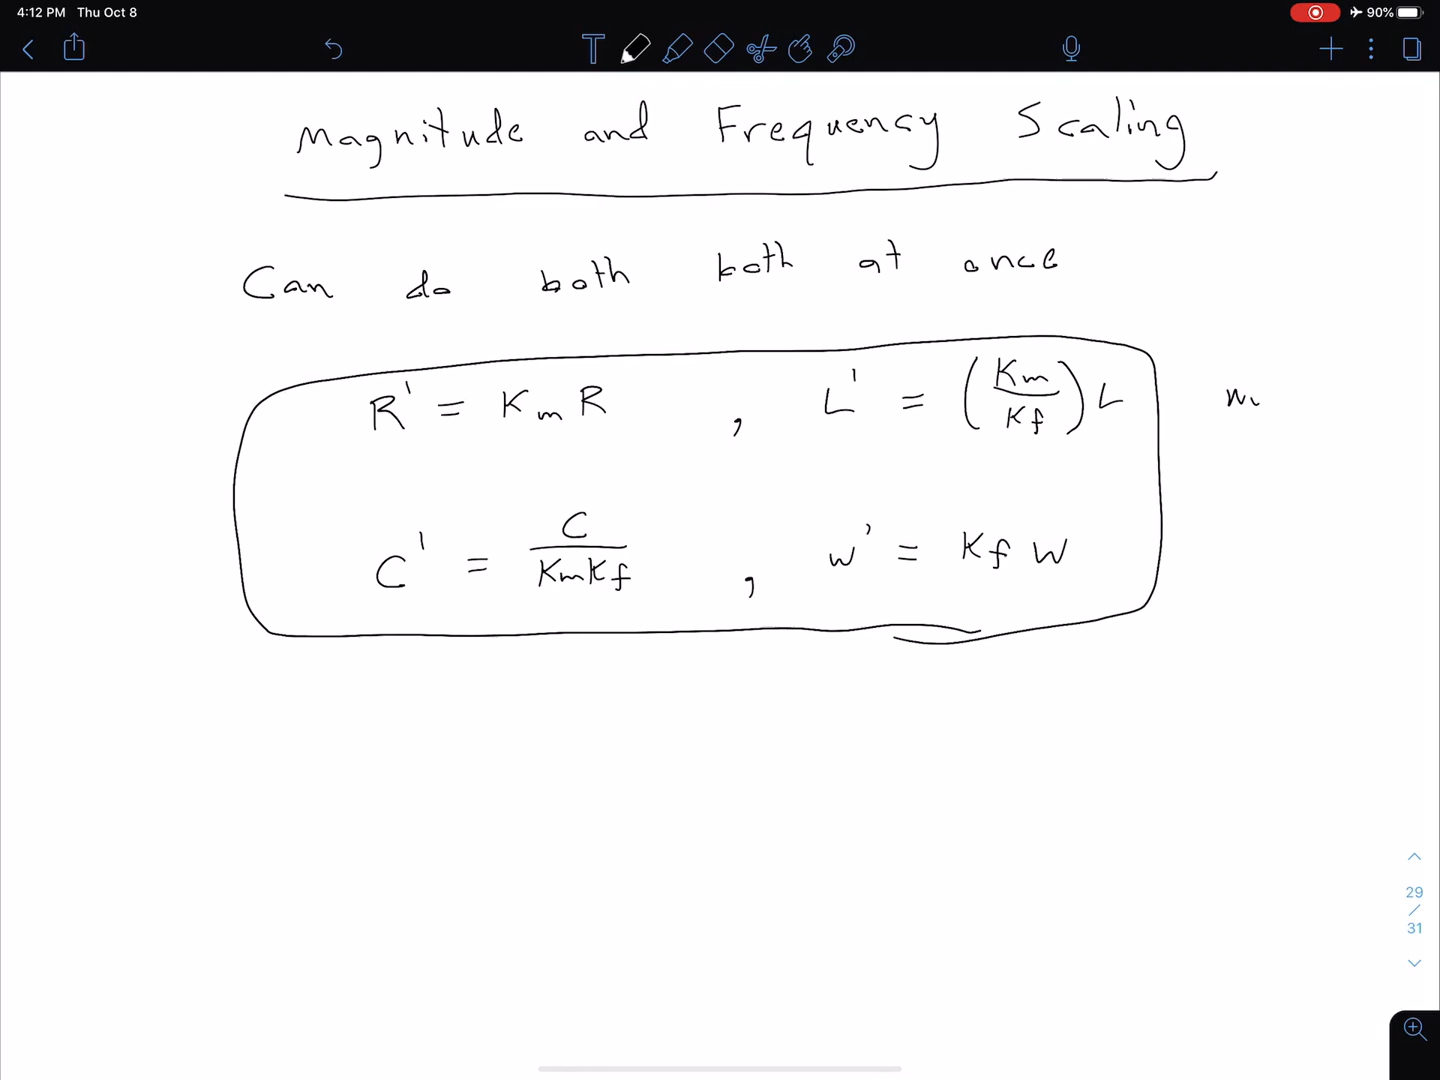 4:12 PM Thu Oct 8 90%
Magnitude and Frequency Scaling
Can do both both at once
R' = Km R , L' = (Km/Kf) L
C' = C/KmKf , w' = Kf w
29
/
31